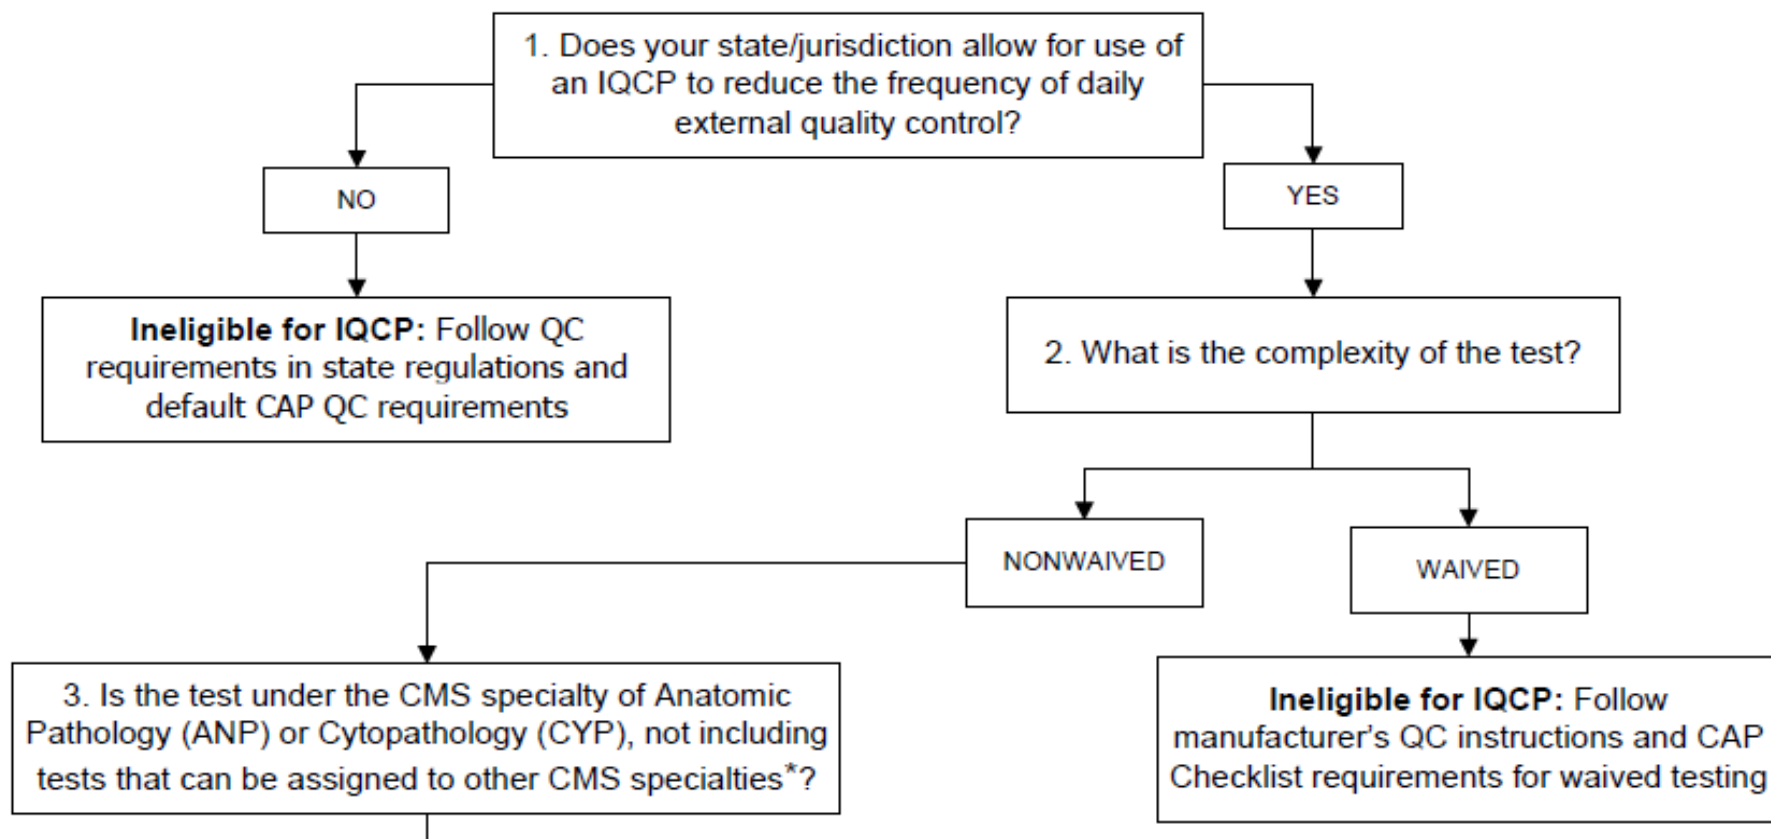 1. Does your state/jurisdiction allow for use of
an IQCP to reduce the frequency of daily
external quality control?
NO
YES
Ineligible for IQCP: Follow QC
requirements in state regulations and
default CAP QC requirements
2. What is the complexity of the test?
NONWAIVED
WAIVED
3. Is the test under the CMS specialty of Anatomic
Pathology (ANP) or Cytopathology (CYP), not including
tests that can be assigned to other CMS specialties*?
Ineligible for IQCP: Follow
manufacturer's QC instructions and CAP
Checklist requirements for waived testing